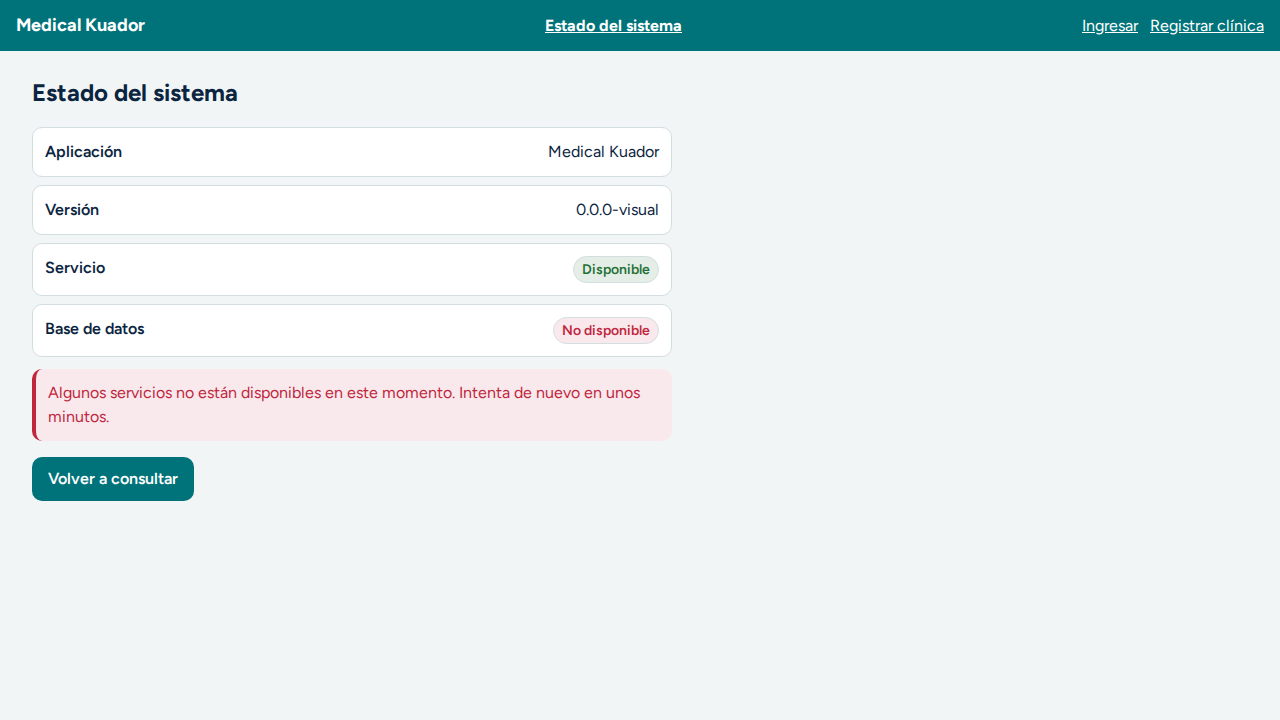 Medical Kuador
Estado del sistema
Ingresar
Registrar clínica
Estado del sistema
Aplicación
Medical Kuador
Versión
0.0.0-visual
Servicio
Disponible
Base de datos
No disponible
Algunos servicios no están disponibles en este momento. Intenta de nuevo en unos
minutos.
Volver a consultar